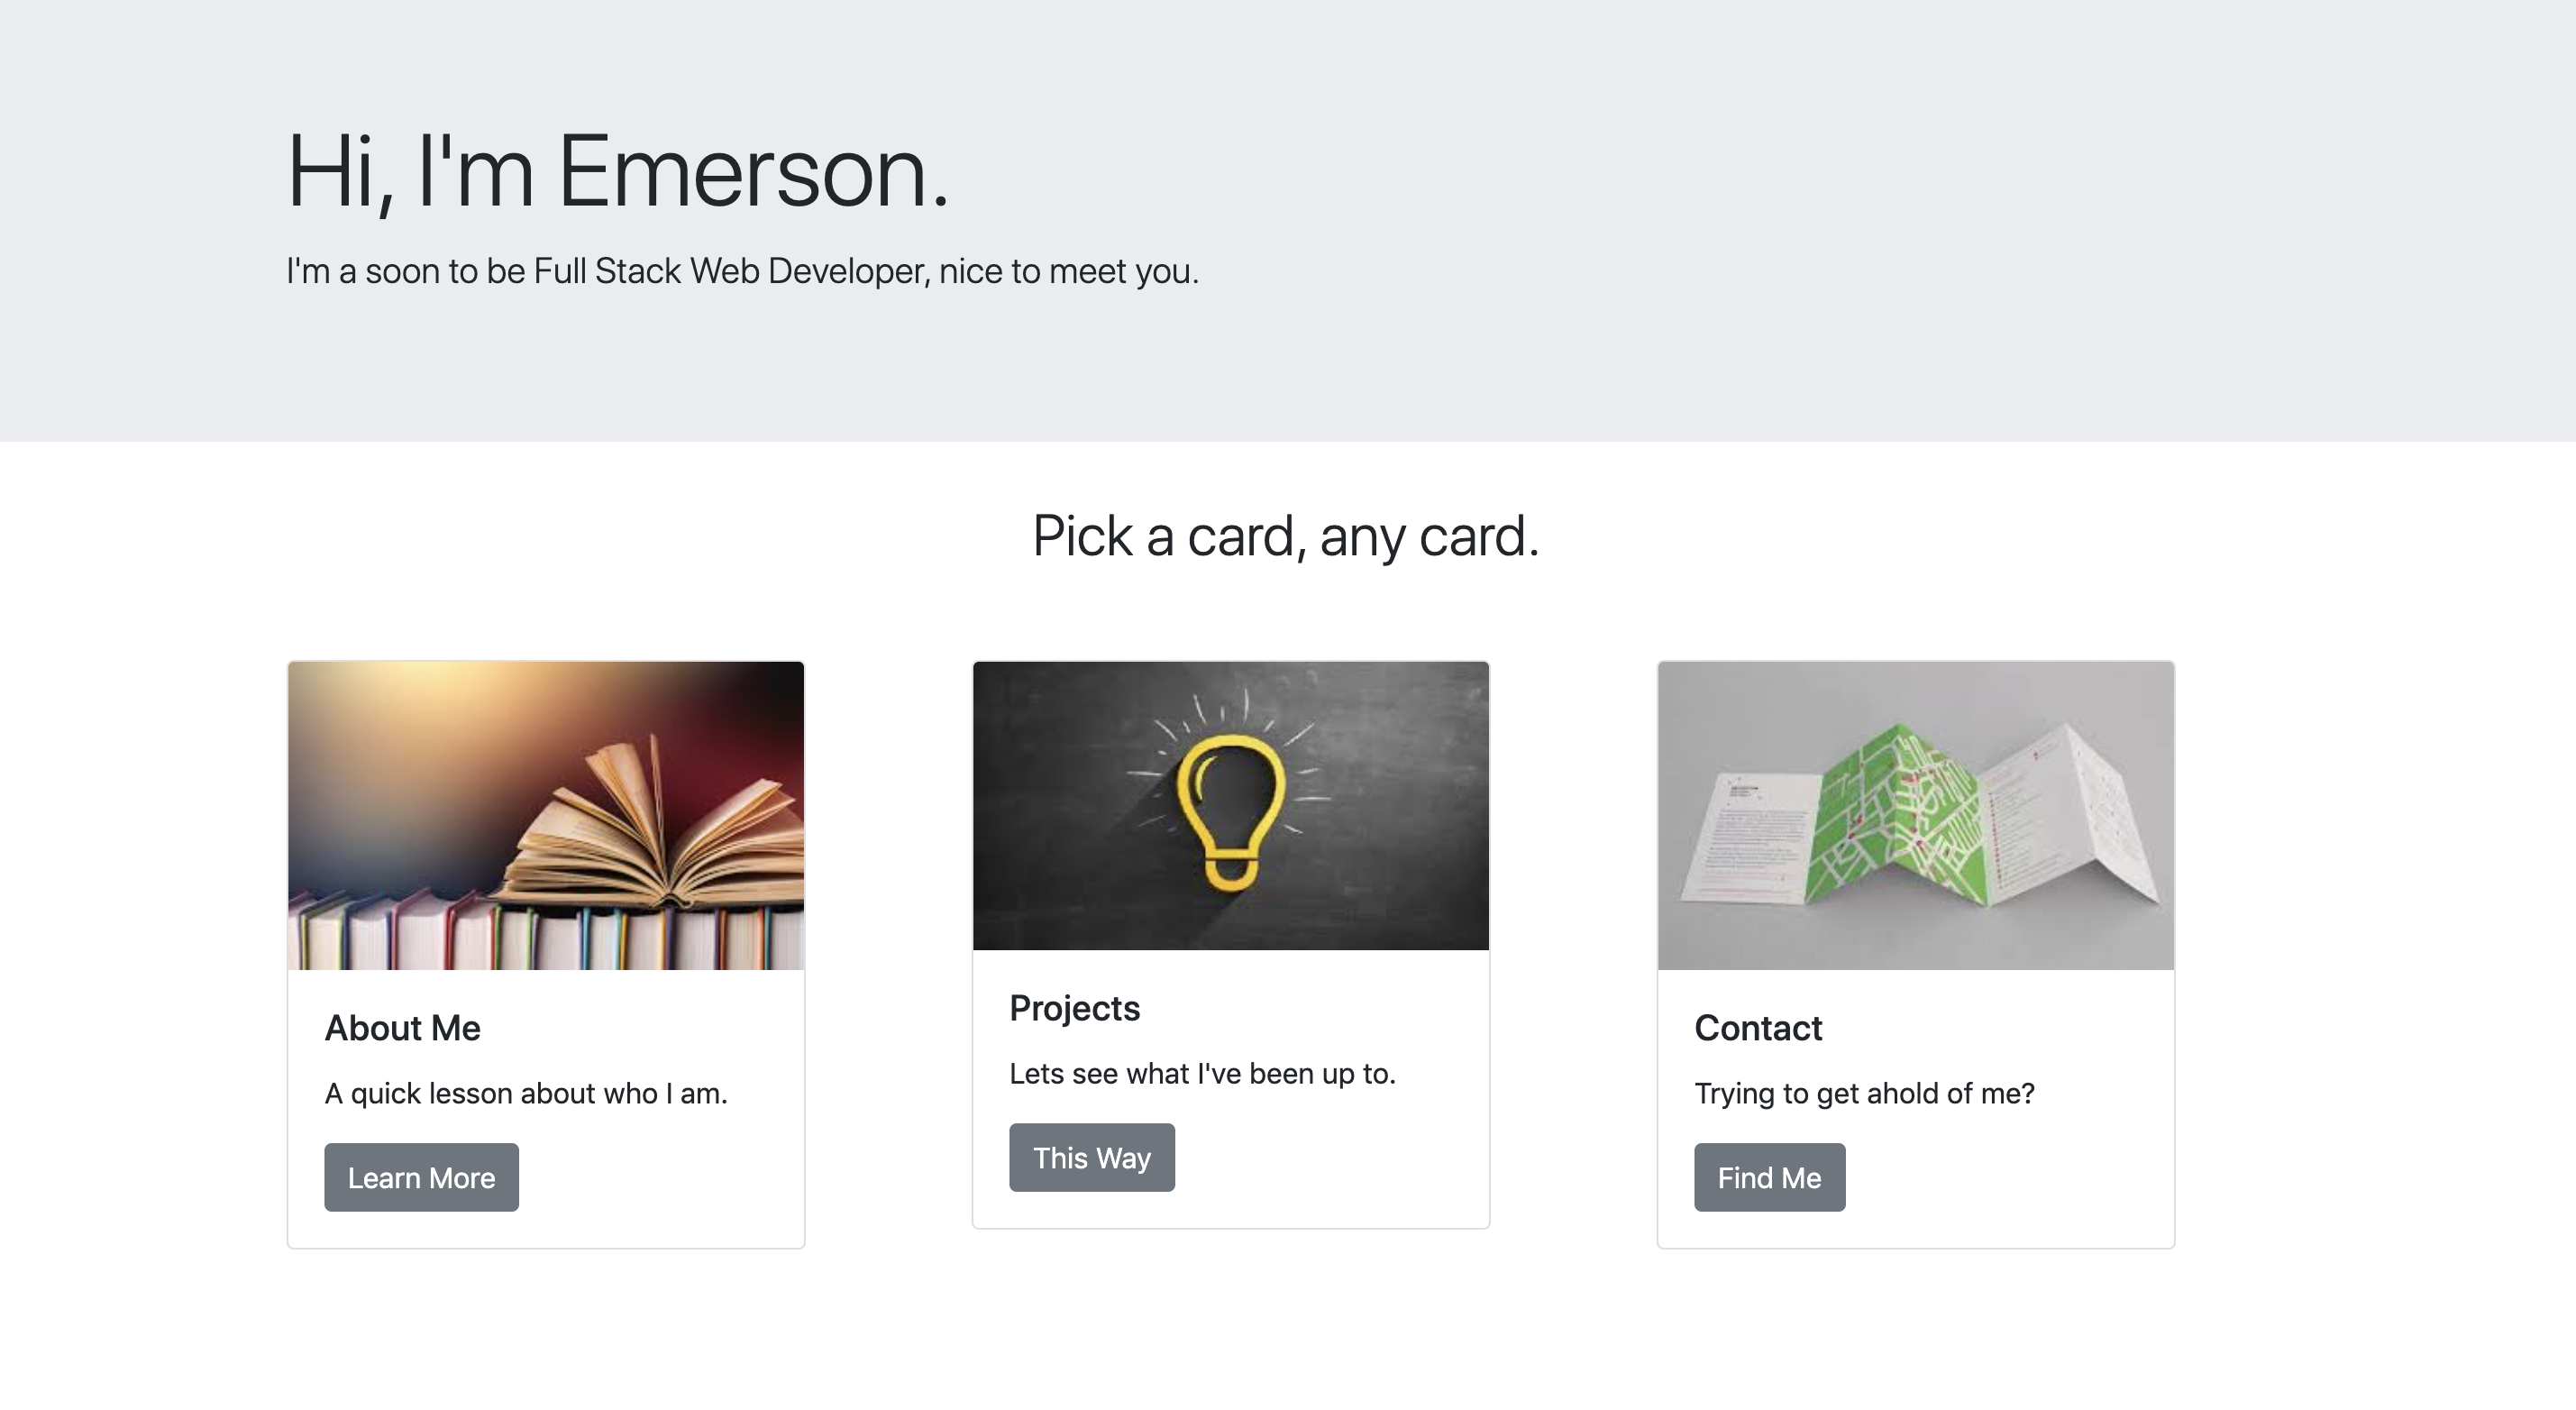 Hi, I'm Emerson.
I'm a soon to be Full Stack Web Developer, nice to meet you.
Pick a card, any card.
About Me
A quick lesson about who I am.
Learn More
Projects
Lets see what I've been up to.
This Way
Contact
Trying to get ahold of me?
Find Me